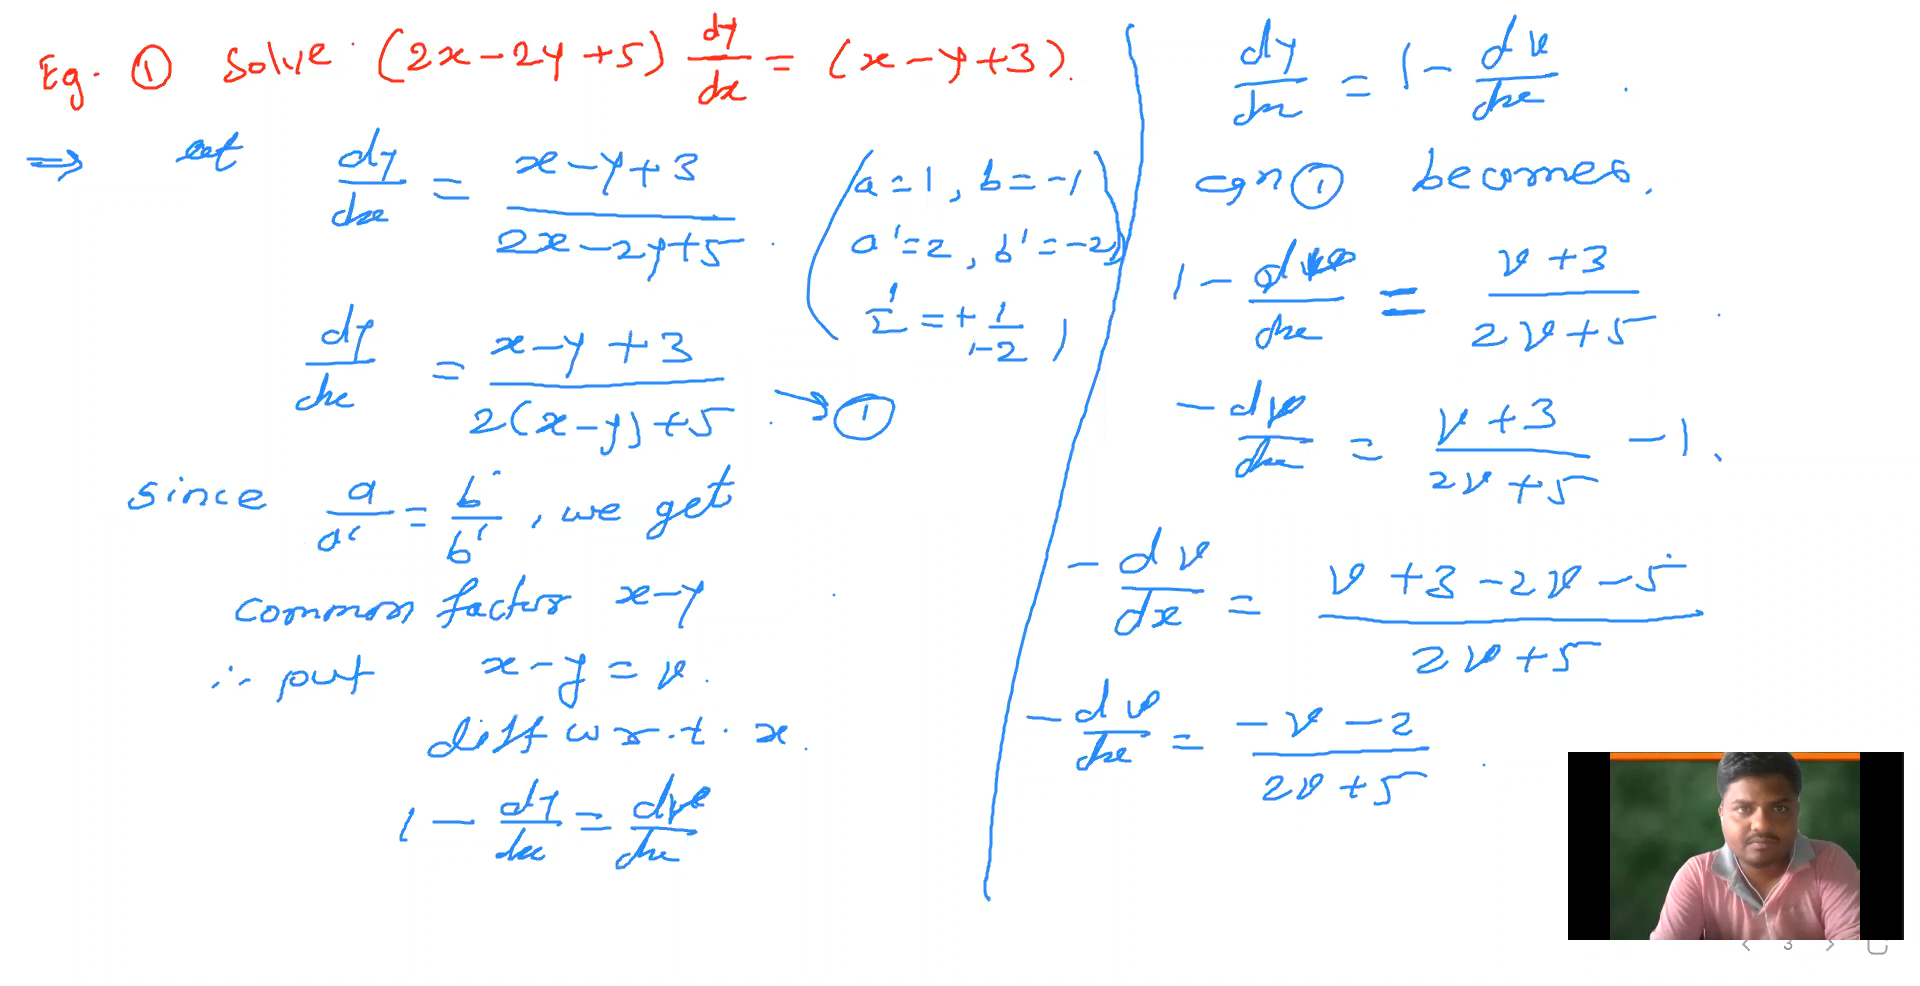 Eg. ① Solve (2x-2y+5) dy/dx = (x-y+3).
⇒ let dy/dx = (x-y+3)/(2x-2y+5) .
(a=1, b=-1)
a'=2, b'=-2)
1/2 = + 1/-2 )
dy/dx = (x-y+3)/(2(x-y)+5) . → ①
since a/a' = b/b', we get
common factor x-y
∴ put x-y = v.
diff w.r.t. x.
1 - dy/dx = dv/dx
dy/dx = 1 - dv/dx .
eqn ① becomes.
1 - dv/dx = (v+3)/(2v+5) .
-dv/dx = (v+3)/(2v+5) - 1.
-dv/dx = (v+3-2v-5)/(2v+5)
-dv/dx = (-v-2)/(2v+5) .
< 3 >